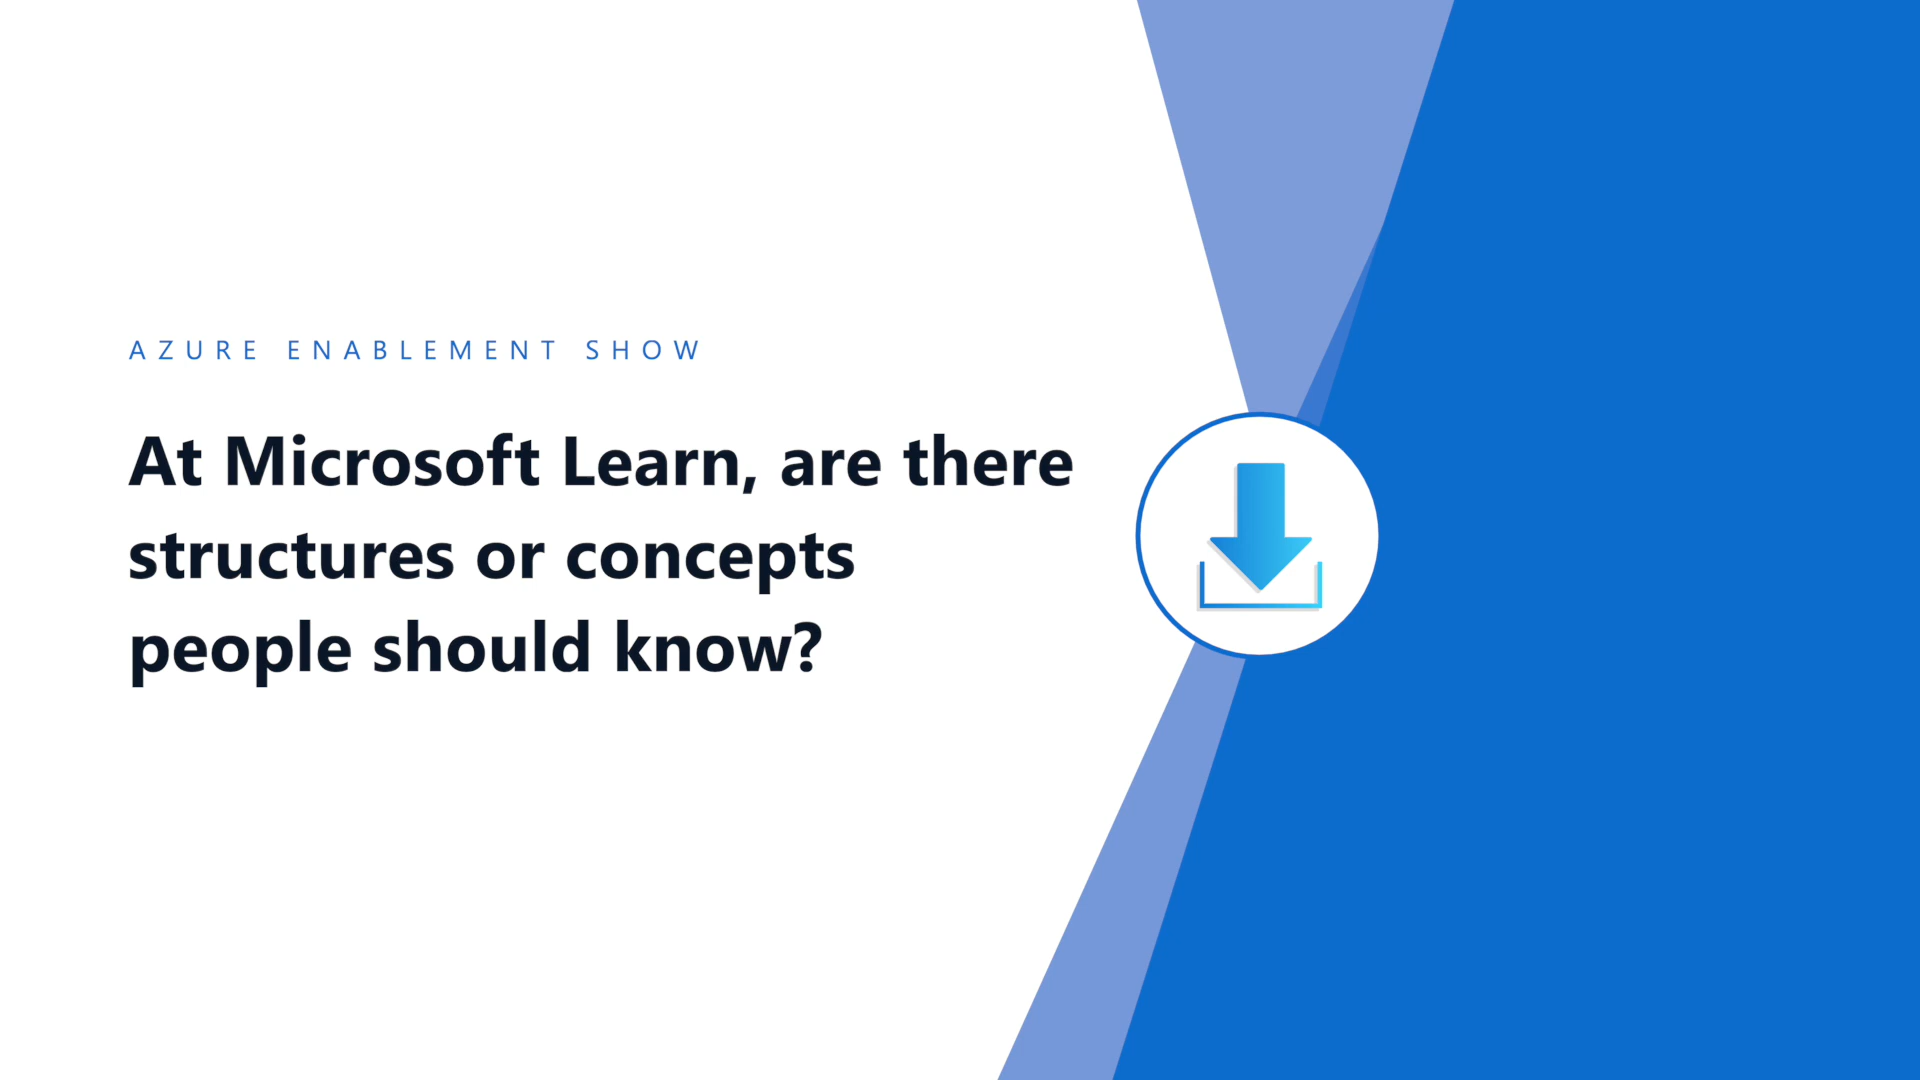 AZURE ENABLEMENT SHOW
At Microsoft Learn, are there
structures or concepts
people should know?